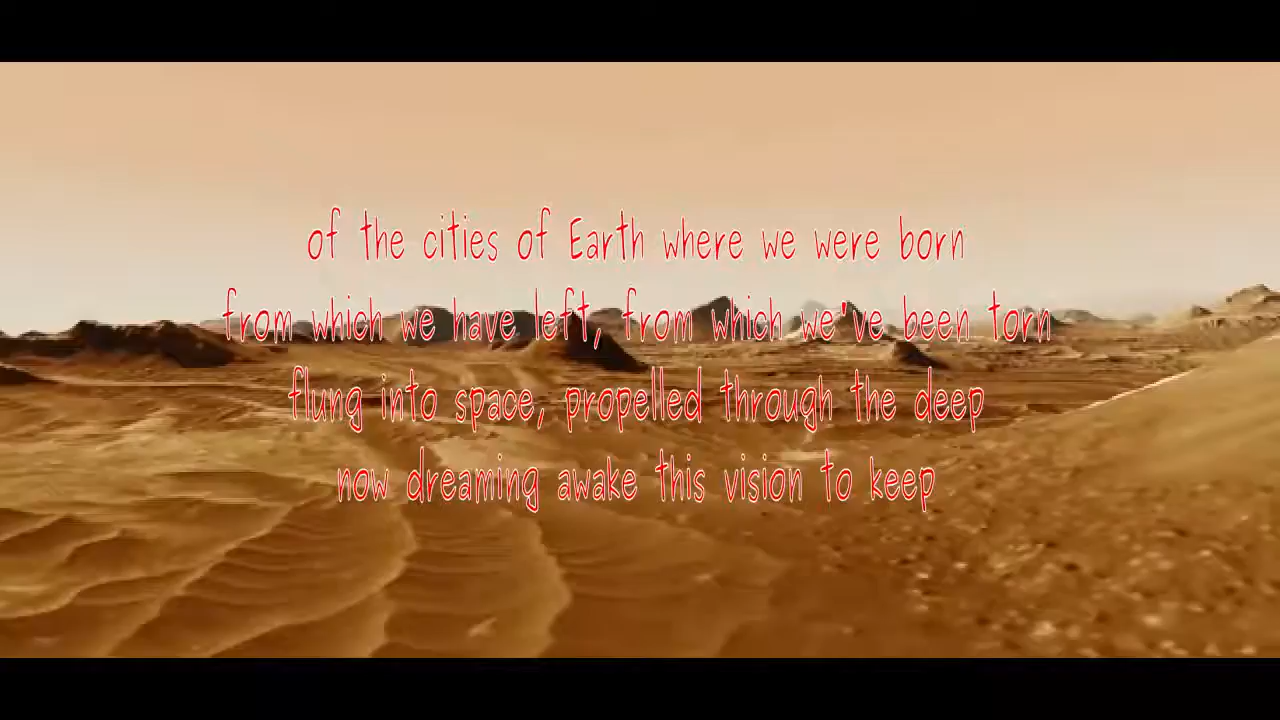 of the cities of Earth where we were born
from which we have left, from which we've been torn
flung into space, propelled through the deep
now dreaming awake this vision to keep